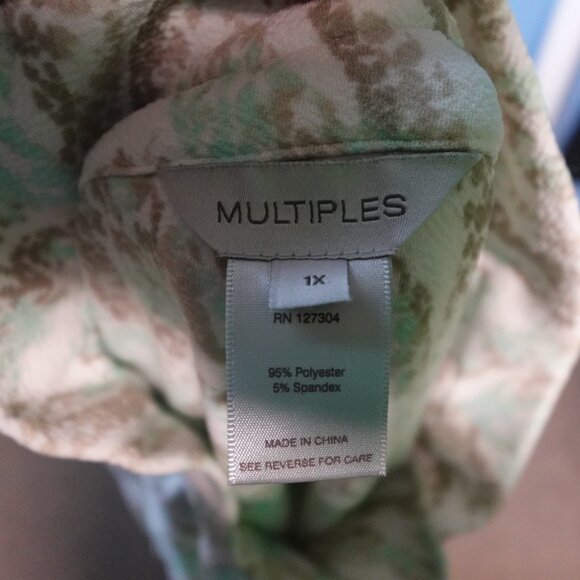 MULTIPLES
1X
RN 127304
95% Polyester
5% Spandex
MADE IN CHINA
SEE REVERSE FOR CARE